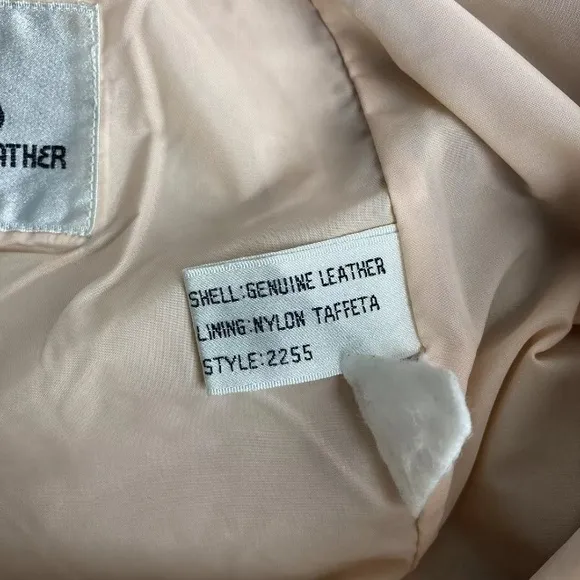 ATHER
SHELL:GENUINE LEATHER
LINING:NYLON TAFFETA
STYLE:2255